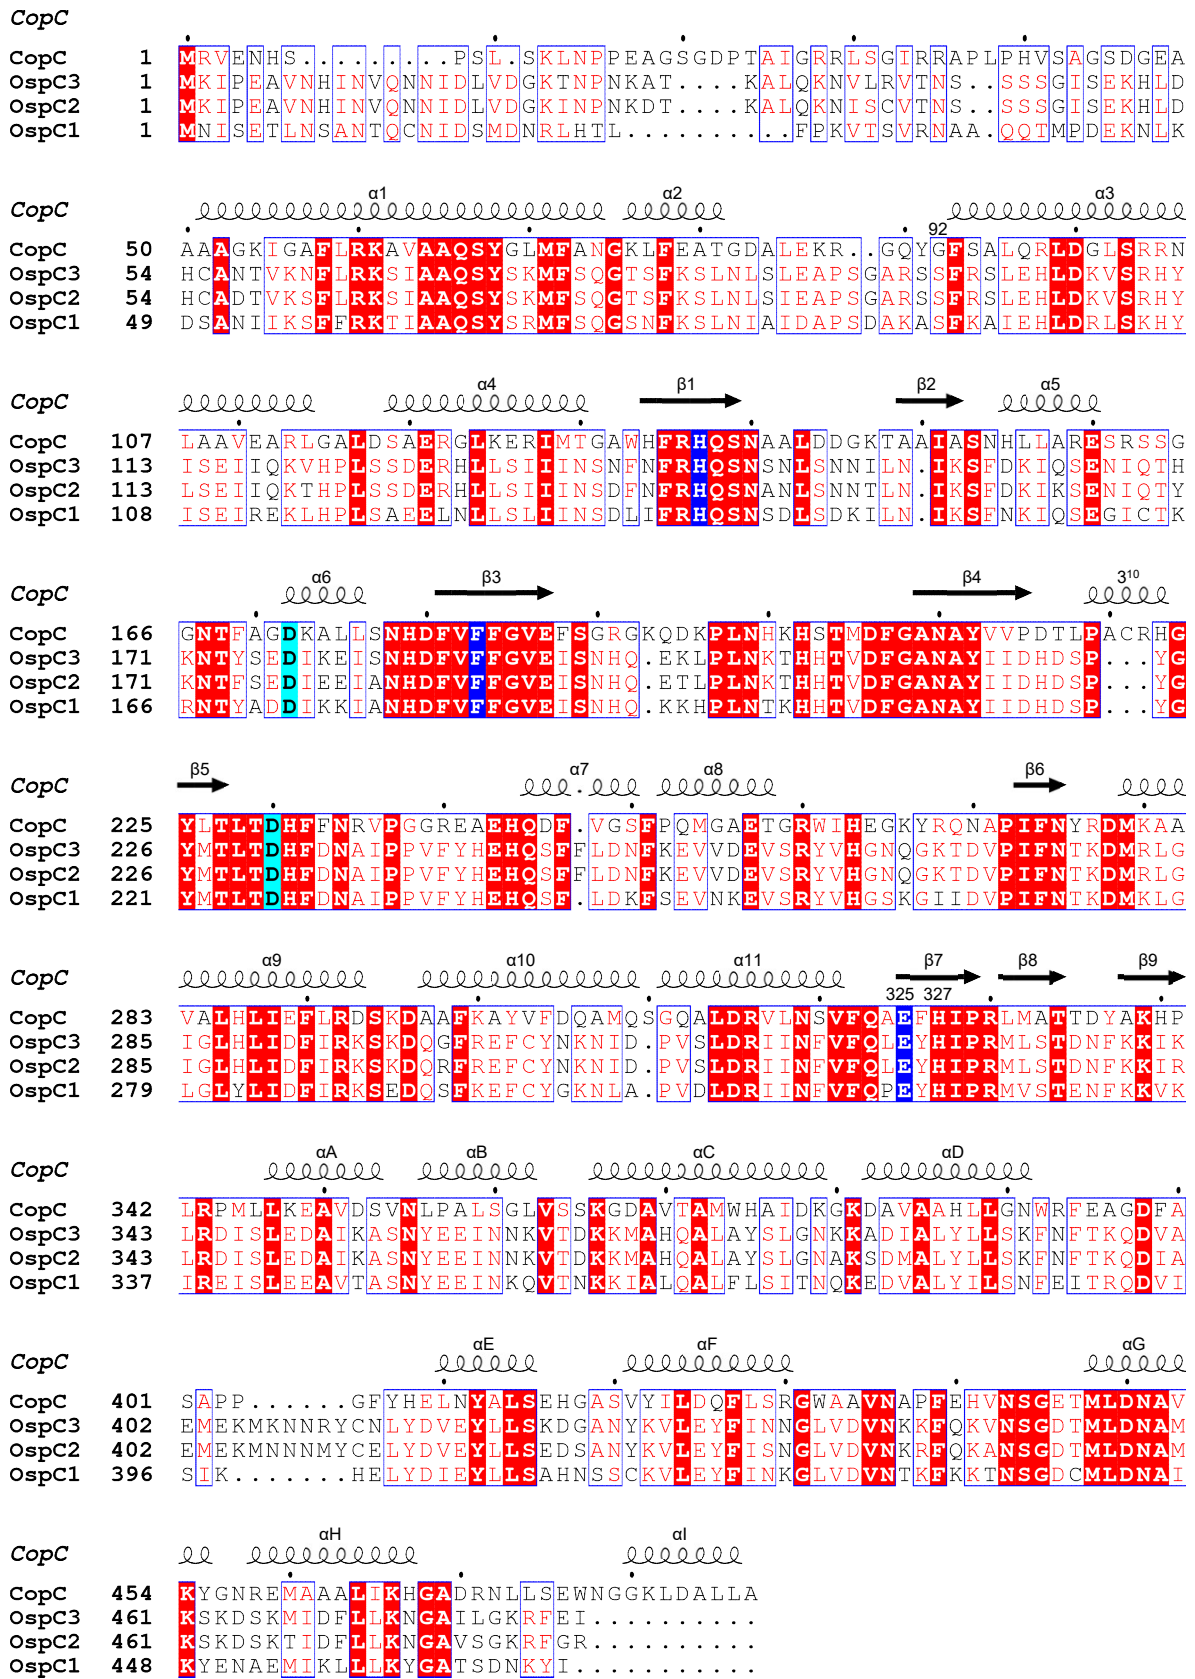 CopC
CopC 1 MRVENHS.........PSL.SKLNPPEAGSGDPTAIGRRLSGIRRAPLPHVSAGSDGEA
OspC3 1 MKIPEAVNHINVQNNIDLVDGKTNPNKAT....KALQKNVLRVTNS..SSSGISEKHLD
OspC2 1 MKIPEAVNHINVQNNIDLVDGKINPNKDT....KALQKNISCVTNS..SSSGISEKHLD
OspC1 1 MNISETLNSANTQCNIDSMDNRLHTL.........FPKVTSVRNAA..QQTMPDEKNLK
α1 α2 α3
CopC
92
CopC 50 AAAGKIGAFLRKAVAAQSYGLMFANGKLFEATGDALEKR..GQYGFSALQRLDGLSRRN
OspC3 54 HCANTVKNFLRKSIAAQSYSKMFSQGTSFKSLNLSLEAPSGARSSFRSLEHLDKVSRHY
OspC2 54 HCADTVKSFLRKSIAAQSYSKMFSQGTSFKSLNLSIEAPSGARSSFRSLEHLDKVSRHY
OspC1 49 DSANIIKSFFRKTIAAQSYSRMFSQGSNFKSLNIAIDAPSDAKASFKAIEHLDRLSKHY
α4 β1 β2 α5
CopC
CopC 107 LAAVEARLGALDSAERGLKERIMTGAWHFRHQSNAALDDGKTAAIASNHLLARESRSSG
OspC3 113 ISEIIQKVHPLSSDERHLLSIIINSNFNFRHQSNSNLSNNILN.IKSFDKIQSENIQTH
OspC2 113 LSEIIQKTHPLSSDERHLLSIIINSDFNFRHQSNANLSNNTLN.IKSFDKIKSENIQTY
OspC1 108 ISEIREKLHPLSAEELNLLSLIINSDLIFRHQSNSDLSDKILN.IKSFNKIQSEGICTK
α6 β3 β4 3¹⁰
CopC
CopC 166 GNTFAGDKALLSNHDFVFFGVEFSGRGKQDKPLNHKHSTMDFGANAYVVPDTLPACRHG
OspC3 171 KNTYSEDIKEISNHDFVFFGVEISNHQ.EKLPLNKTHHTVDFGANAYIIDHDSP...YG
OspC2 171 KNTFSEDIEEIANHDFVFFGVEISNHQ.ETLPLNKTHHTVDFGANAYIIDHDSP...YG
OspC1 166 RNTYADDIKKIANHDFVFFGVEISNHQ.KKHPLNTKHHTVDFGANAYIIDHDSP...YG
β5 α7 α8 β6
CopC
CopC 225 YLTLTDHFFNRVPGGREAEHQDF.VGSFPQMGAETGRWIHEGKYRQNAPIFNYRDMKAA
OspC3 226 YMTLTDHFDNAIPPVFYHEHQSFFLDNFKEVVDEVSRYVHGNQGKTDVPIFNTKDMRLG
OspC2 226 YMTLTDHFDNAIPPVFYHEHQSFFLDNFKEVVDEVSRYVHGNQGKTDVPIFNTKDMRLG
OspC1 221 YMTLTDHFDNAIPPVFYHEHQSF.LDKFSEVNKEVSRYVHGSKGIIDVPIFNTKDMKLG
α9 α10 α11 β7 β8 β9
CopC
325 327
CopC 283 VALHLIEFLRDSKDAAFKAYVFDQAMQSGQALDRVLNSVFQAEFHIPRLMATTDYAKHP
OspC3 285 IGLHLIDFIRKSKDQGFREFCYNKNID.PVSLDRIINFVFQLEYHIPRMLSTDNFKKIK
OspC2 285 IGLHLIDFIRKSKDQRFREFCYNKNID.PVSLDRIINFVFQLEYHIPRMLSTDNFKKIR
OspC1 279 LGLYLIDFIRKSEDQSFKEFCYGKNLA.PVDLDRIINFVFQPEYHIPRMVSTENFKKVK
αA αB αC αD
CopC
CopC 342 LRPMLLKEAVDSVNLPALSGLVSSKGDAVTAMWHAIDKGKDAVAAHLLGNWRFEAGDFA
OspC3 343 LRDISLEDAIKASNYEEINNKVTDKKMAHQALAYSLGNKKADIALYLLSKFNFTKQDVA
OspC2 343 LRDISLEDAIKASNYEEINNKVTDKKMAHQALAYSLGNAKSDMALYLLSKFNFTKQDIA
OspC1 337 IREISLEEAVTASNYEEINKQVTNKKIALQALFLSITNQKEDVALYILSNFEITRQDVI
αE αF αG
CopC
CopC 401 SAPP......GFYHELNYALSEHGASVYILDQFLSRGWAAVNAPFEHVNSGETMLDNAV
OspC3 402 EMEKMKNNRYCNLYDVEYLLSKDGANYKVLEYFINNGLVDVNKKFQKVNSGDTMLDNAM
OspC2 402 EMEKMNNNMYCELYDVEYLLSEDSANYKVLEYFISNGLVDVNKRFQKANSGDTMLDNAM
OspC1 396 SIK.......HELYDIEYLLSAHNSSCKVLEYFINKGLVDVNTKFKKTNSGDCMLDNAI
αH αI
CopC
CopC 454 KYGNREMAAALIKHGADRNLLSEWNGGKLDALLA
OspC3 461 KSKDSKMIDFLLKNGAILGKRFEI..........
OspC2 461 KSKDSKTIDFLLKNGAVSGKRFGR..........
OspC1 448 KYENAEMIKLLLKYGATSDNKYI...........